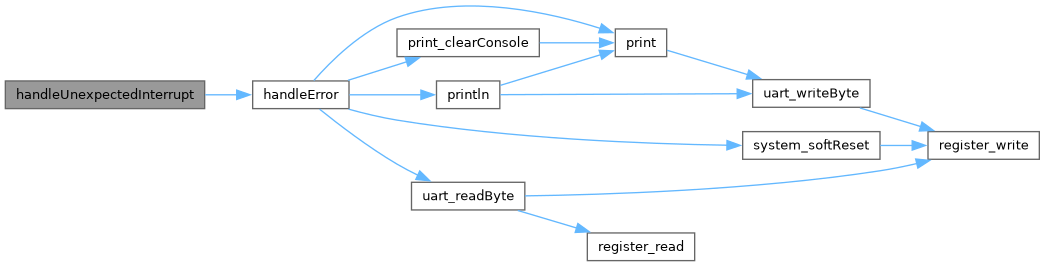 handleUnexpectedInterrupt
handleError
print_clearConsole
println
print
uart_writeByte
system_softReset
register_write
uart_readByte
register_read